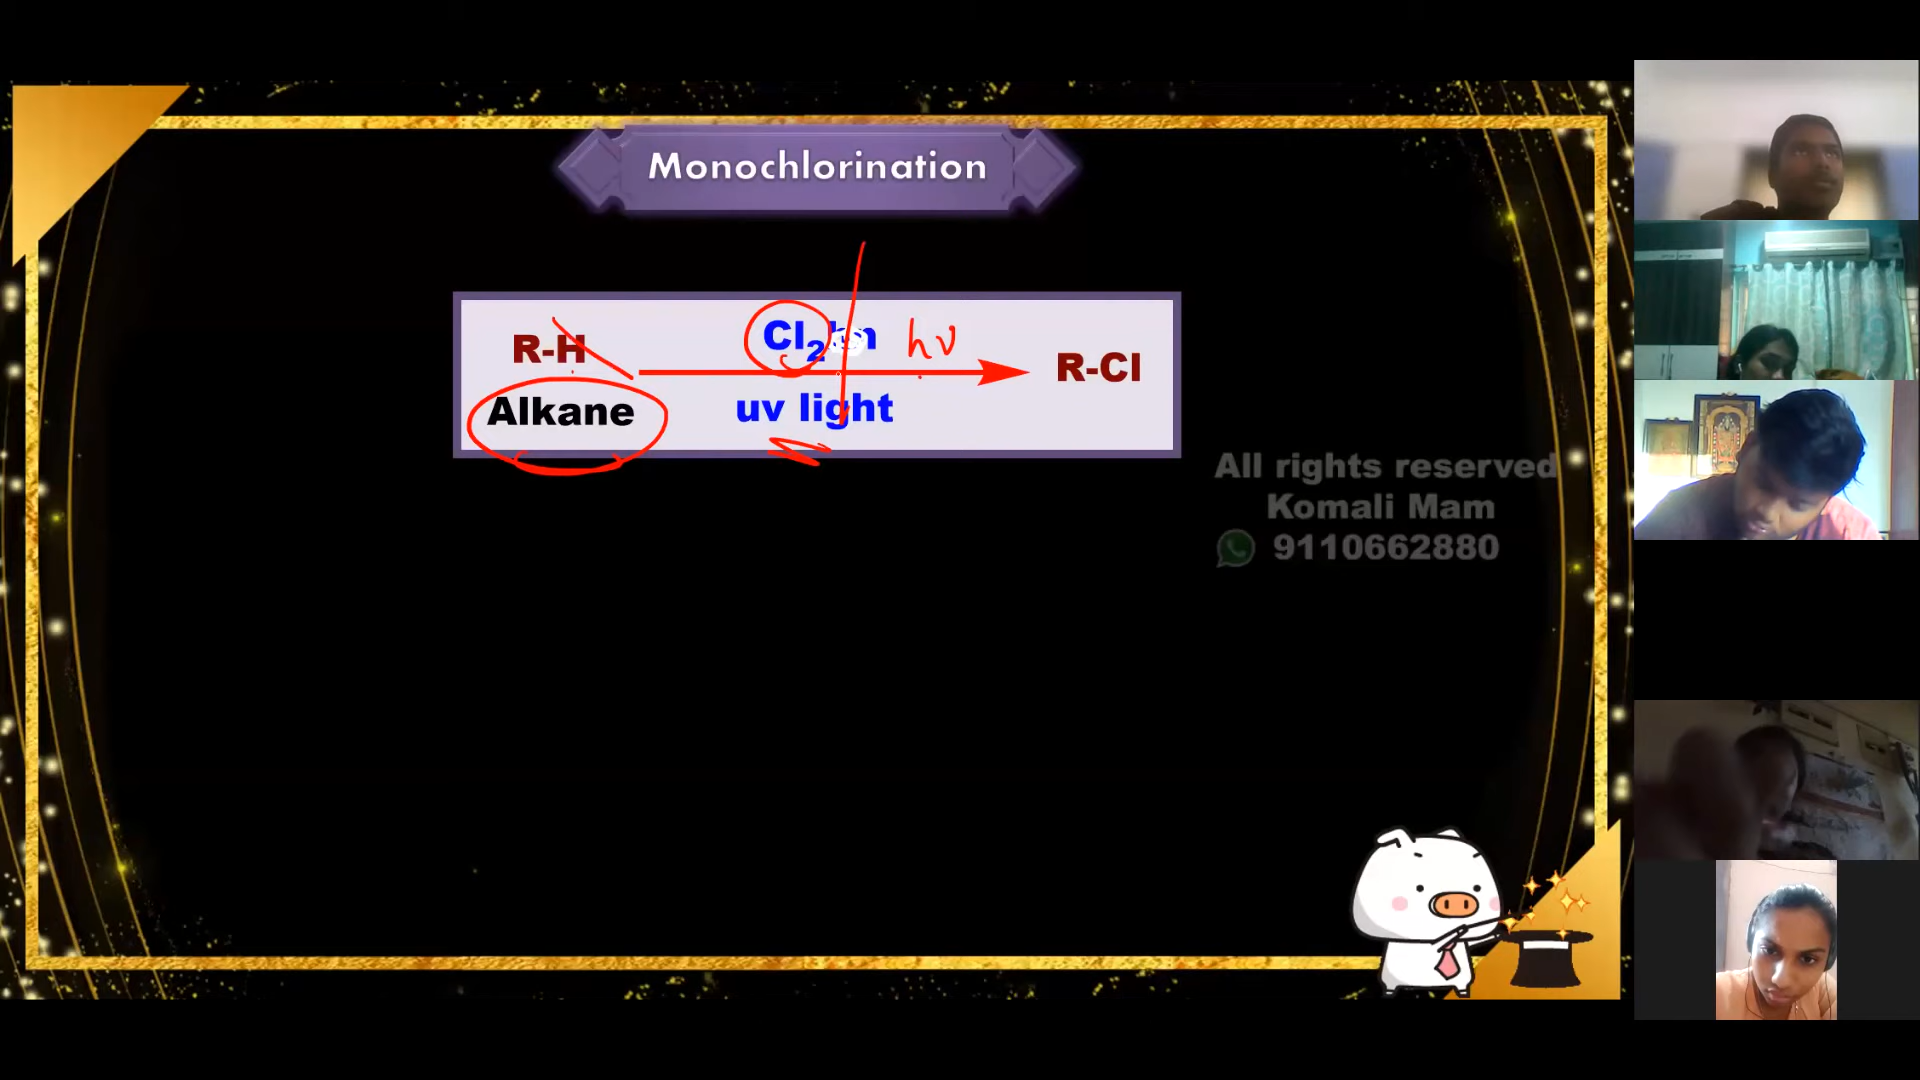 Monochlorination
R-H
Cl₂
hν
R-Cl
Alkane
uv light
All rights reserved
Komali Mam
9110662880